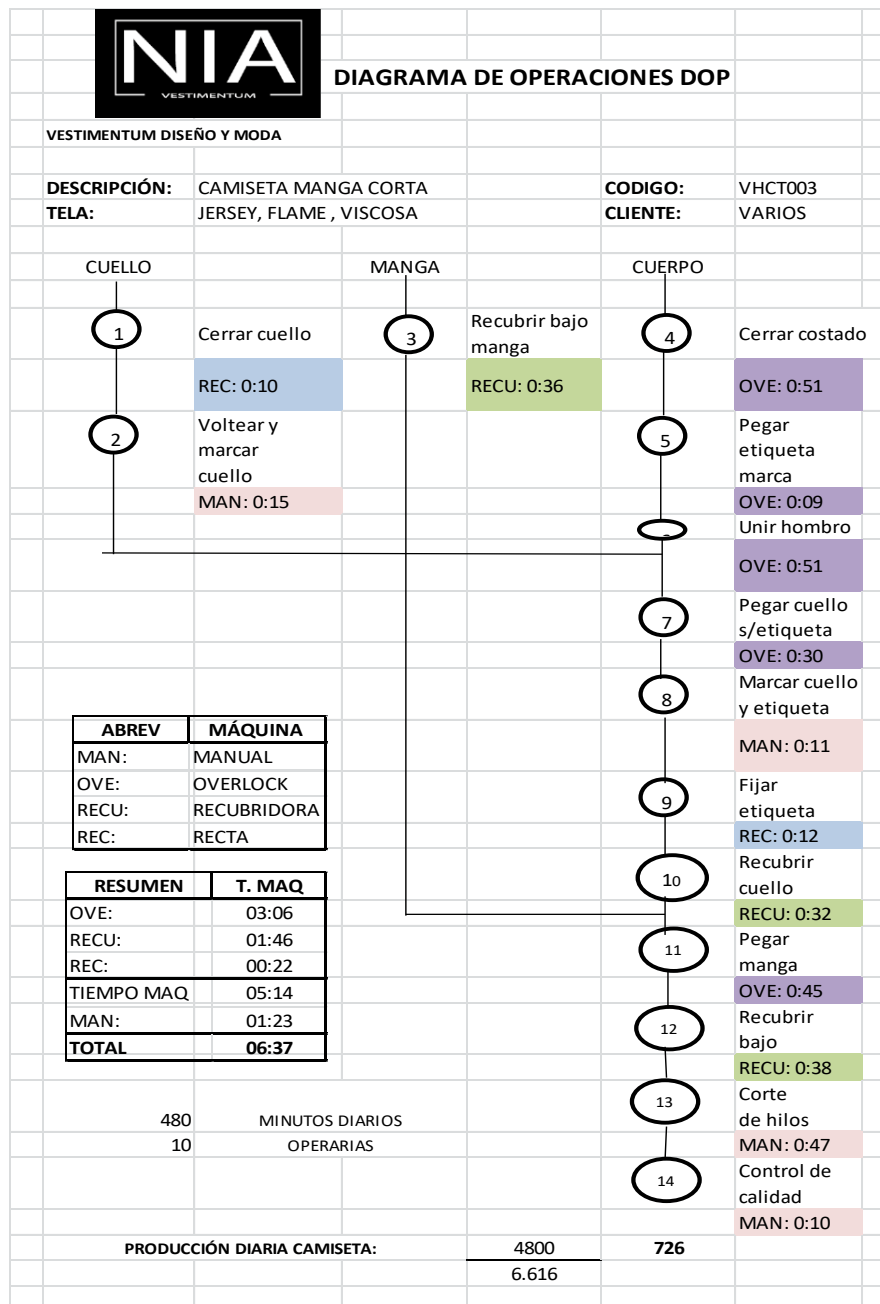 NIA
VESTIMENTUM
DIAGRAMA DE OPERACIONES DOP
VESTIMENTUM DISEÑO Y MODA
DESCRIPCIÓN: CAMISETA MANGA CORTA CODIGO: VHCT003
TELA: JERSEY, FLAME , VISCOSA CLIENTE: VARIOS
CUELLO MANGA CUERPO
1 Cerrar cuello
REC: 0:10
2 Voltear y
marcar
cuello
MAN: 0:15
3 Recubrir bajo
manga
RECU: 0:36
4 Cerrar costado
OVE: 0:51
5 Pegar
etiqueta
marca
OVE: 0:09
Unir hombro
OVE: 0:51
7 Pegar cuello
s/etiqueta
OVE: 0:30
8 Marcar cuello
y etiqueta
MAN: 0:11
9 Fijar
etiqueta
REC: 0:12
10 Recubrir
cuello
RECU: 0:32
11 Pegar
manga
OVE: 0:45
12 Recubrir
bajo
RECU: 0:38
13 Corte
de hilos
MAN: 0:47
14 Control de
calidad
MAN: 0:10
ABREV MÁQUINA
MAN: MANUAL
OVE: OVERLOCK
RECU: RECUBRIDORA
REC: RECTA
RESUMEN T. MAQ
OVE: 03:06
RECU: 01:46
REC: 00:22
TIEMPO MAQ 05:14
MAN: 01:23
TOTAL 06:37
480 MINUTOS DIARIOS
10 OPERARIAS
PRODUCCIÓN DIARIA CAMISETA: 4800 726
6.616